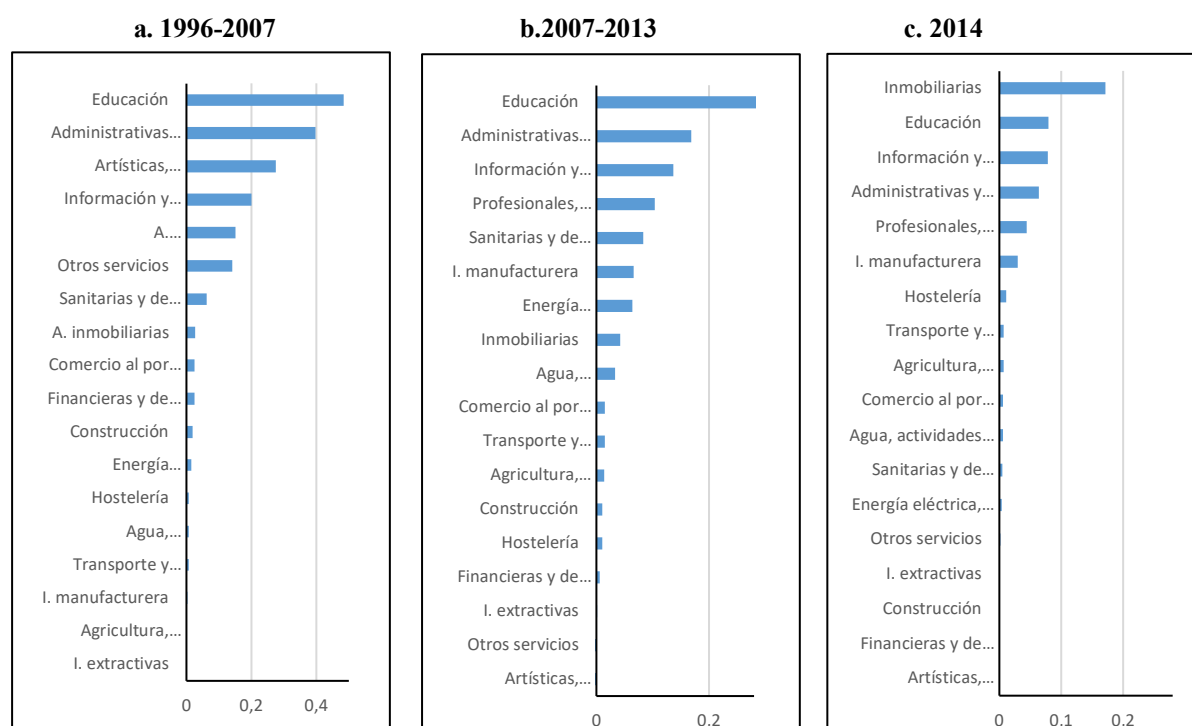 a. 1996-2007
Educación
Administrativas...
Artísticas,...
Información y...
A....
Otros servicios
Sanitarias y de...
A. inmobiliarias
Comercio al por...
Financieras y de...
Construcción
Energía...
Hostelería
Agua,...
Transporte y...
I. manufacturera
Agricultura,...
I. extractivas
0 0,2 0,4
b.2007-2013
Educación
Administrativas...
Información y...
Profesionales,...
Sanitarias y de...
I. manufacturera
Energía...
Inmobiliarias
Agua,...
Comercio al por...
Transporte y...
Agricultura,...
Construcción
Hostelería
Financieras y de...
I. extractivas
Otros servicios
Artísticas,...
0 0,2
c. 2014
Inmobiliarias
Educación
Información y...
Administrativas y...
Profesionales,...
I. manufacturera
Hostelería
Transporte y...
Agricultura,...
Comercio al por...
Agua, actividades...
Sanitarias y de...
Energía eléctrica,...
Otros servicios
I. extractivas
Construcción
Financieras y de...
Artísticas,...
0 0.1 0.2